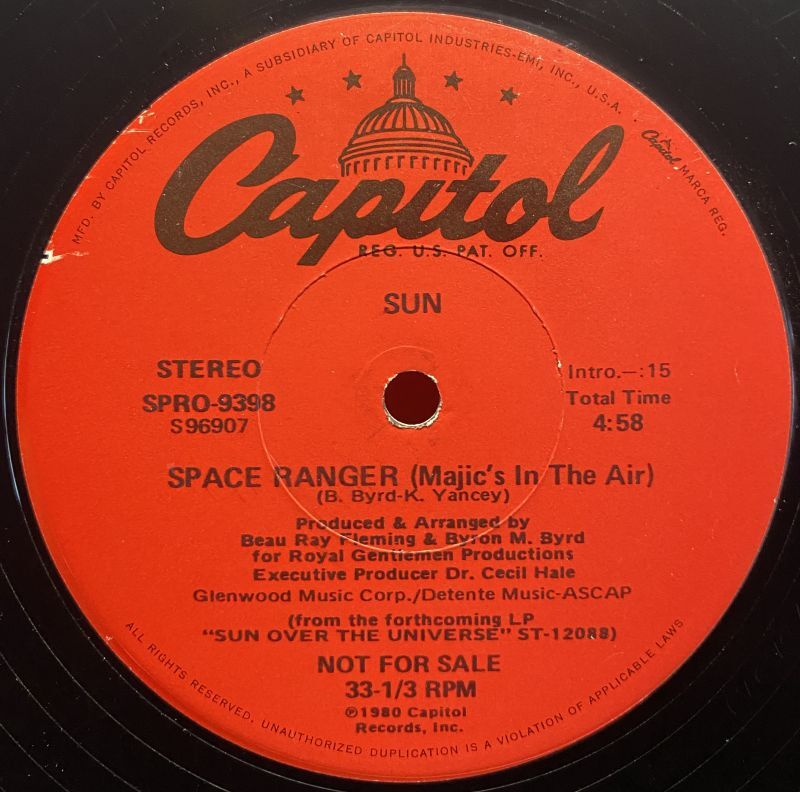 MFD. BY CAPITOL RECORDS, INC., A SUBSIDIARY OF CAPITOL INDUSTRIES-EMI, INC., U.S.A.
Capitol MARCA REG.
Capitol
REG. U.S. PAT. OFF.
SUN
STEREO
SPRO-9398
S96907
Intro.—:15
Total Time
4:58
SPACE RANGER (Majic's In The Air)
(B. Byrd-K. Yancey)
Produced & Arranged by
Beau Ray Fleming & Byron M. Byrd
for Royal Gentlemen Productions
Executive Producer Dr. Cecil Hale
Glenwood Music Corp./Detente Music-ASCAP
(from the forthcoming LP
"SUN OVER THE UNIVERSE" ST-12088)
NOT FOR SALE
33-1/3 RPM
℗1980 Capitol
Records, Inc.
ALL RIGHTS RESERVED. UNAUTHORIZED DUPLICATION IS A VIOLATION OF APPLICABLE LAWS